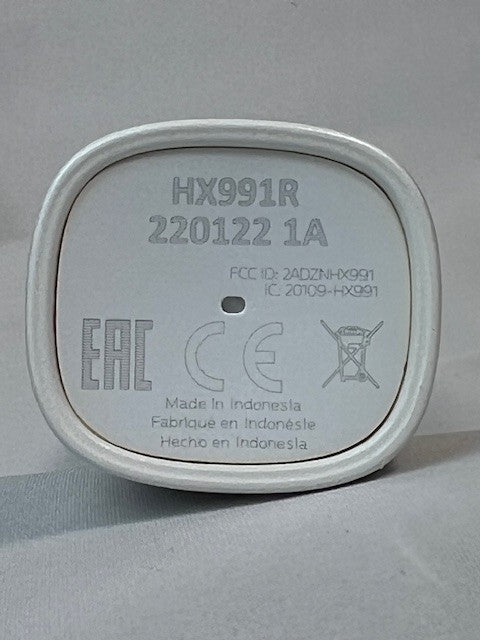 HX991R
220122 1A
FCC ID: 2ADZNHX991
IC: 20109-HX991
EAC CE
Made In Indonesia
Fabrique en Indonésie
Hecho en Indonesia